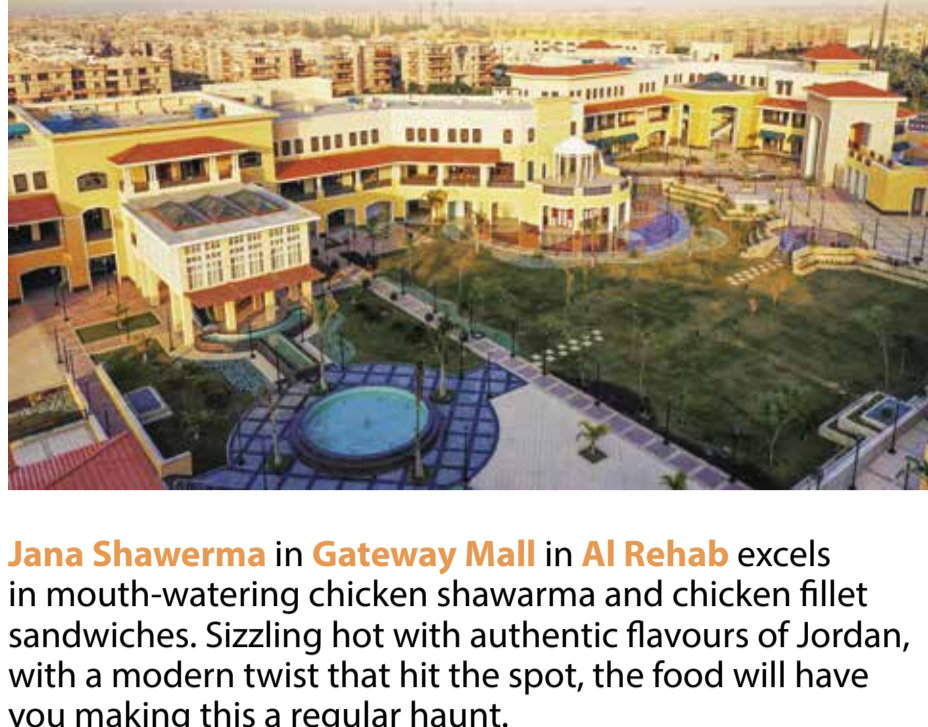 Jana Shawerma in Gateway Mall in Al Rehab excels
in mouth-watering chicken shawarma and chicken fillet
sandwiches. Sizzling hot with authentic flavours of Jordan,
with a modern twist that hit the spot, the food will have
you making this a regular haunt.